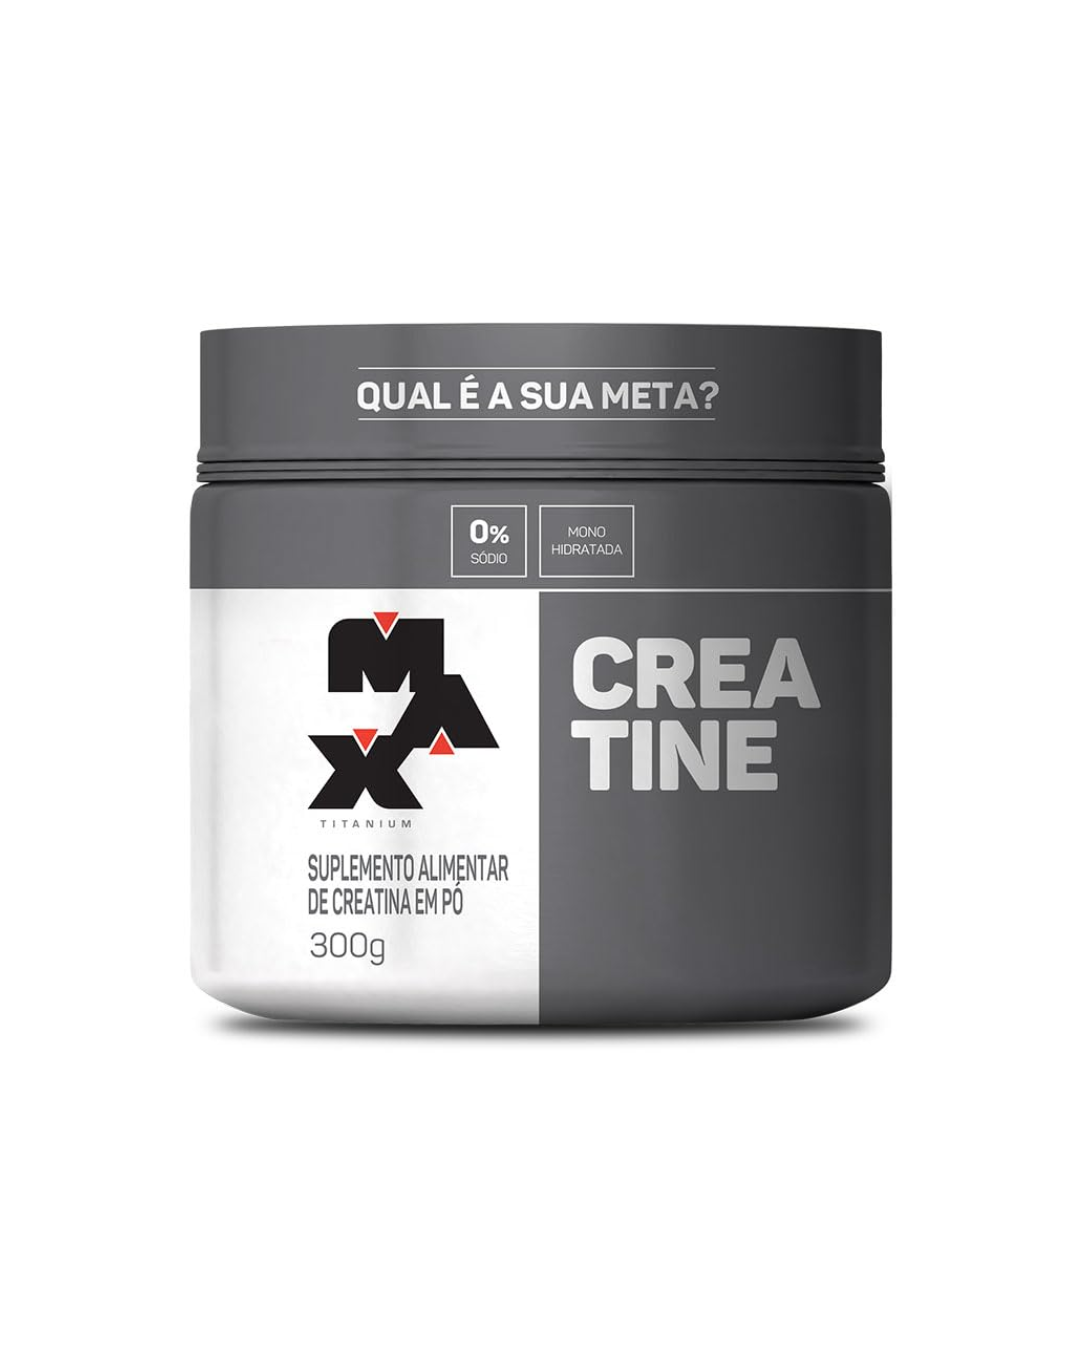 QUAL É A SUA META?
0%
SÓDIO
MONO
HIDRATADA
MAX
TITANIUM
SUPLEMENTO ALIMENTAR
DE CREATINA EM PÓ
300g
CREA
TINE